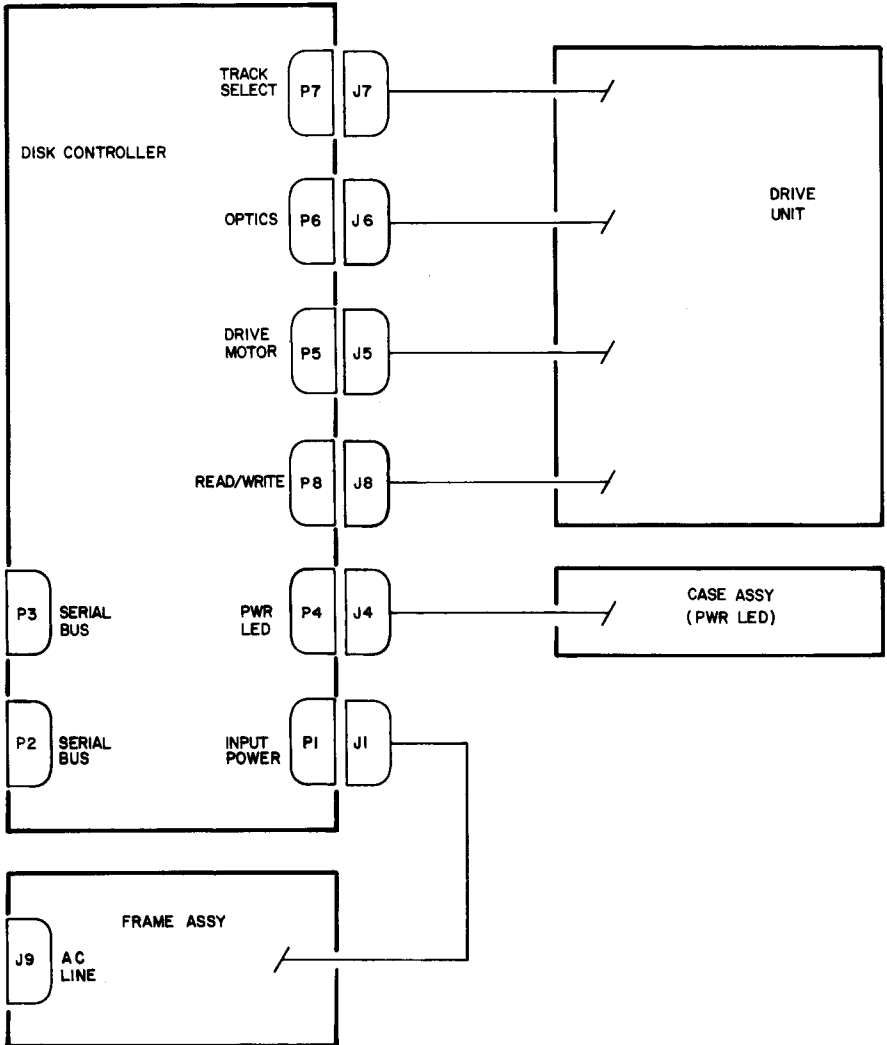 TRACK
SELECT
P7
J7
DISK CONTROLLER
DRIVE
UNIT
OPTICS
P6
J6
DRIVE
MOTOR
P5
J5
READ/WRITE
P8
J8
P3
SERIAL
BUS
PWR
LED
P4
J4
CASE ASSY
(PWR LED)
P2
SERIAL
BUS
INPUT
POWER
P1
J1
FRAME ASSY
J9
AC
LINE